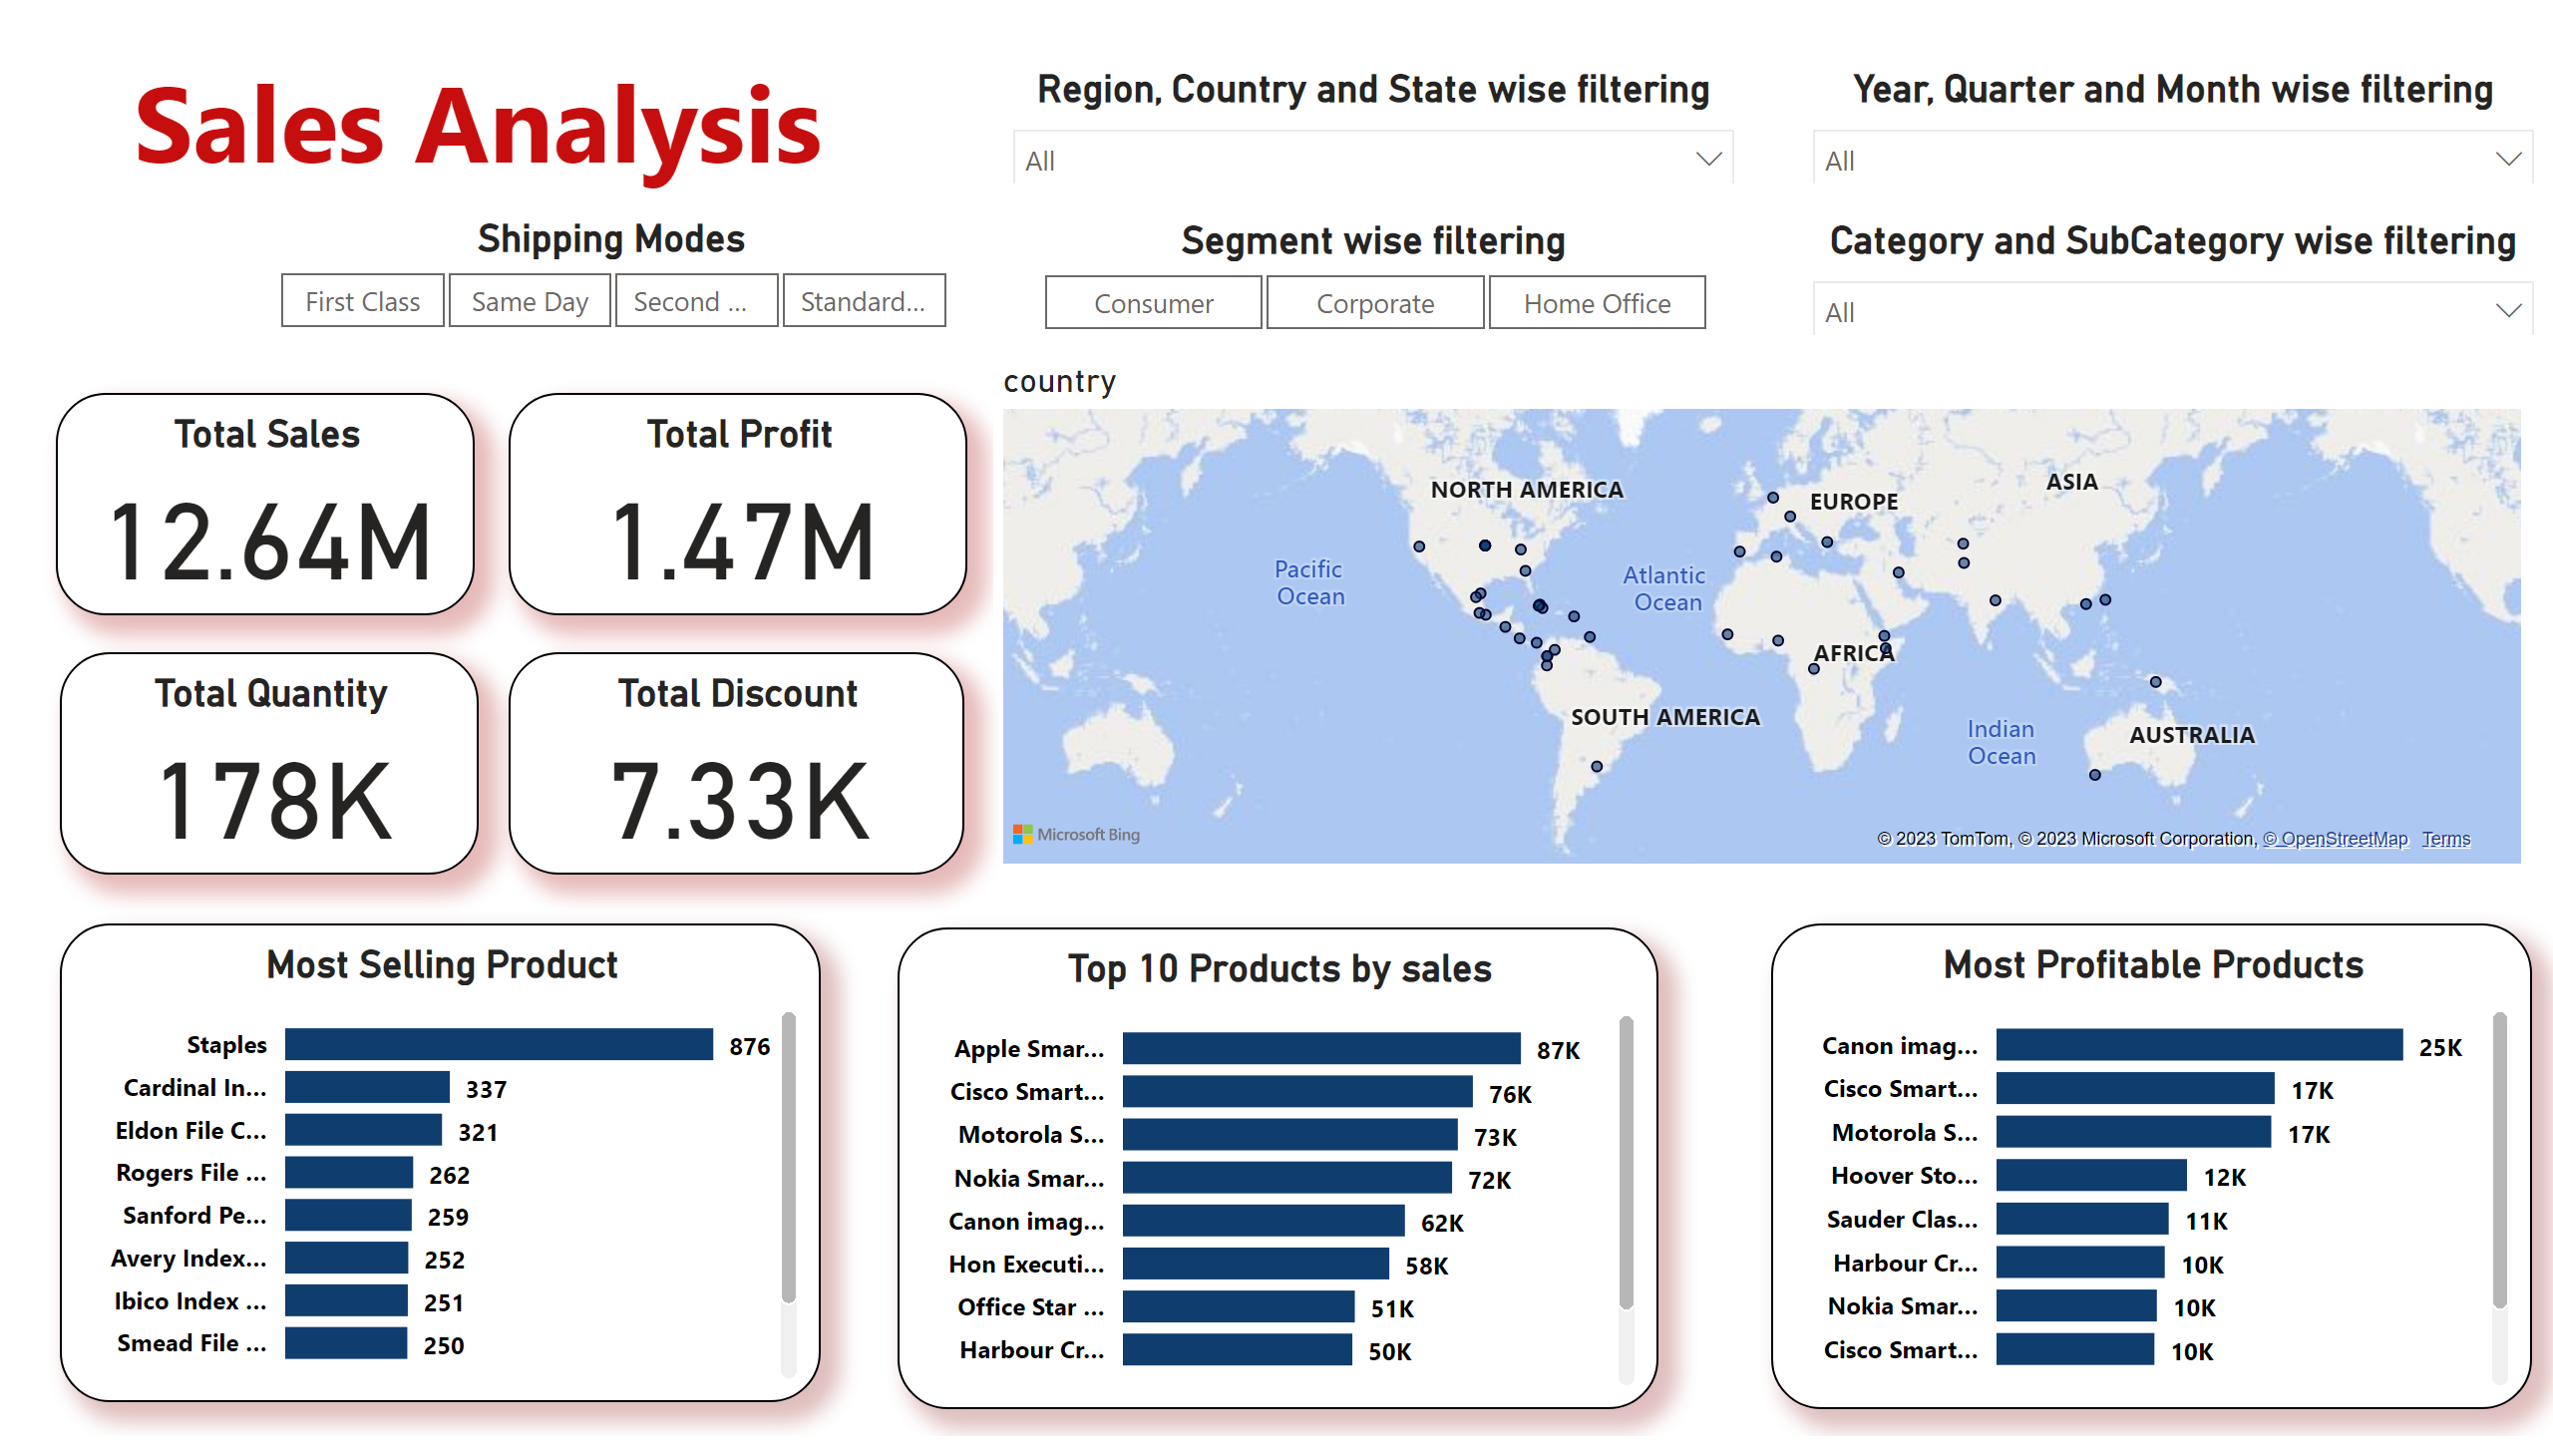 Sales Analysis
Region, Country and State wise filtering
All
Year, Quarter and Month wise filtering
All
Shipping Modes
First Class
Same Day
Second ...
Standard...
Segment wise filtering
Consumer
Corporate
Home Office
Category and SubCategory wise filtering
All
Total Sales
12.64M
Total Profit
1.47M
Total Quantity
178K
Total Discount
7.33K
country
NORTH AMERICA
EUROPE
ASIA
Pacific
Ocean
Atlantic
Ocean
AFRICA
SOUTH AMERICA
Indian
Ocean
AUSTRALIA
Microsoft Bing
© 2023 TomTom, © 2023 Microsoft Corporation, © OpenStreetMap Terms
Most Selling Product
Staples 876
Cardinal In... 337
Eldon File C... 321
Rogers File ... 262
Sanford Pe... 259
Avery Index... 252
Ibico Index ... 251
Smead File ... 250
Top 10 Products by sales
Apple Smar... 87K
Cisco Smart... 76K
Motorola S... 73K
Nokia Smar... 72K
Canon imag... 62K
Hon Executi... 58K
Office Star ... 51K
Harbour Cr... 50K
Most Profitable Products
Canon imag... 25K
Cisco Smart... 17K
Motorola S... 17K
Hoover Sto... 12K
Sauder Clas... 11K
Harbour Cr... 10K
Nokia Smar... 10K
Cisco Smart... 10K